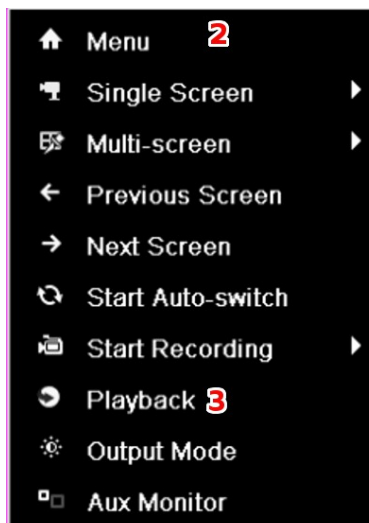 Menu 2
Single Screen
Multi-screen
Previous Screen
Next Screen
Start Auto-switch
Start Recording
Playback 3
Output Mode
Aux Monitor